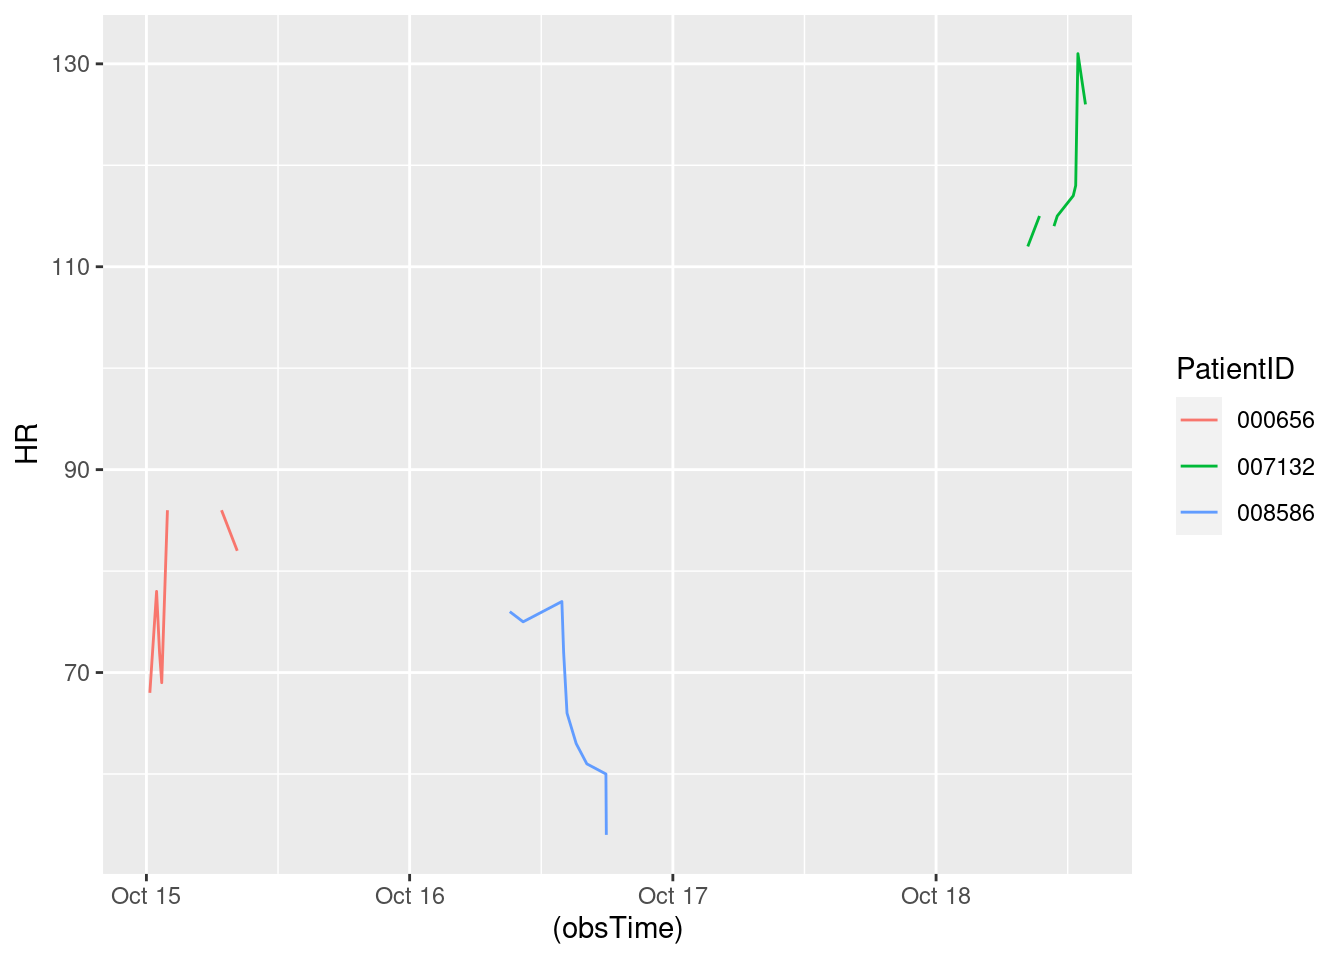 130
110
90
70
HR
Oct 15
Oct 16
Oct 17
Oct 18
(obsTime)
PatientID
000656
007132
008586